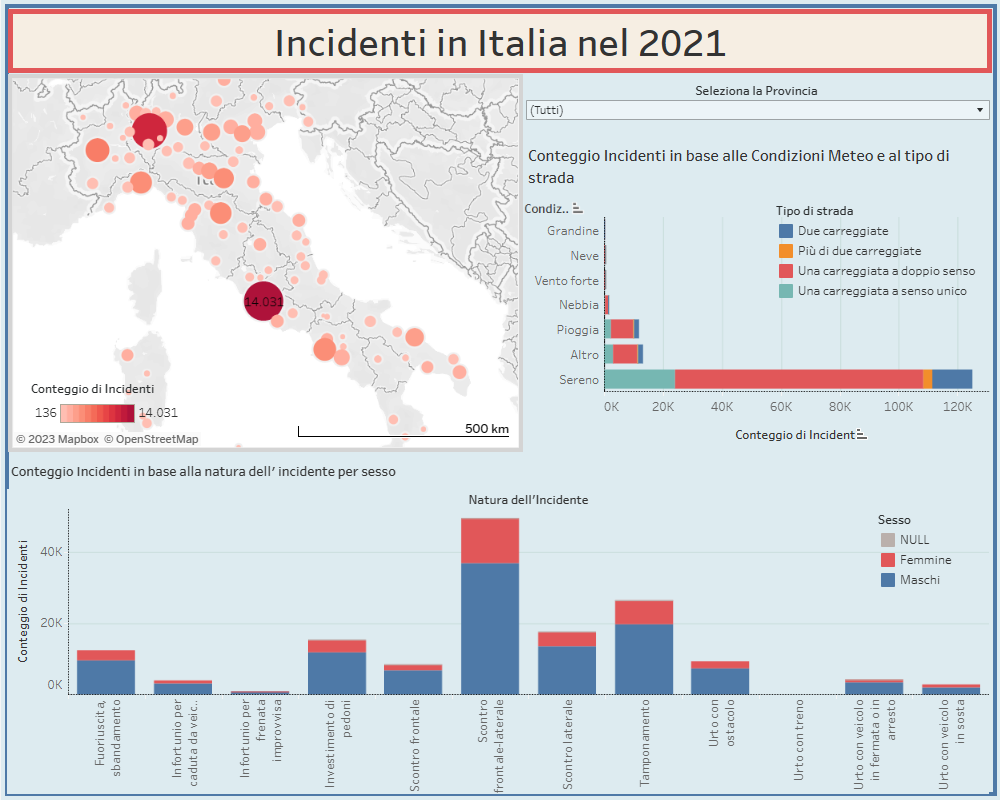 Incidenti in Italia nel 2021
14.031
Conteggio di Incidenti
136
14.031
© 2023 Mapbox © OpenStreetMap
500 km
Seleziona la Provincia
(Tutti)
Conteggio Incidenti in base alle Condizioni Meteo e al tipo di
strada
Condiz..
Grandine
Neve
Vento forte
Nebbia
Pioggia
Altro
Sereno
Tipo di strada
Due carreggiate
Più di due carreggiate
Una carreggiata a doppio senso
Una carreggiata a senso unico
0K 20K 40K 60K 80K 100K 120K
Conteggio di Incident
Conteggio Incidenti in base alla natura dell' incidente per sesso
Natura dell'Incidente
Conteggio di Incidenti
40K
20K
0K
Sesso
NULL
Femmine
Maschi
Fuoriuscita,
sbandamento
Infortunio per
caduta da veic..
Infortunio per
frenata
improvvisa
Investimento di
pedoni
Scontro frontale
Scontro
frontale-laterale
Scontro laterale
Tamponamento
Urto con
ostacolo
Urto con treno
Urto con veicolo
in fermata o in
arresto
Urto con veicolo
in sosta